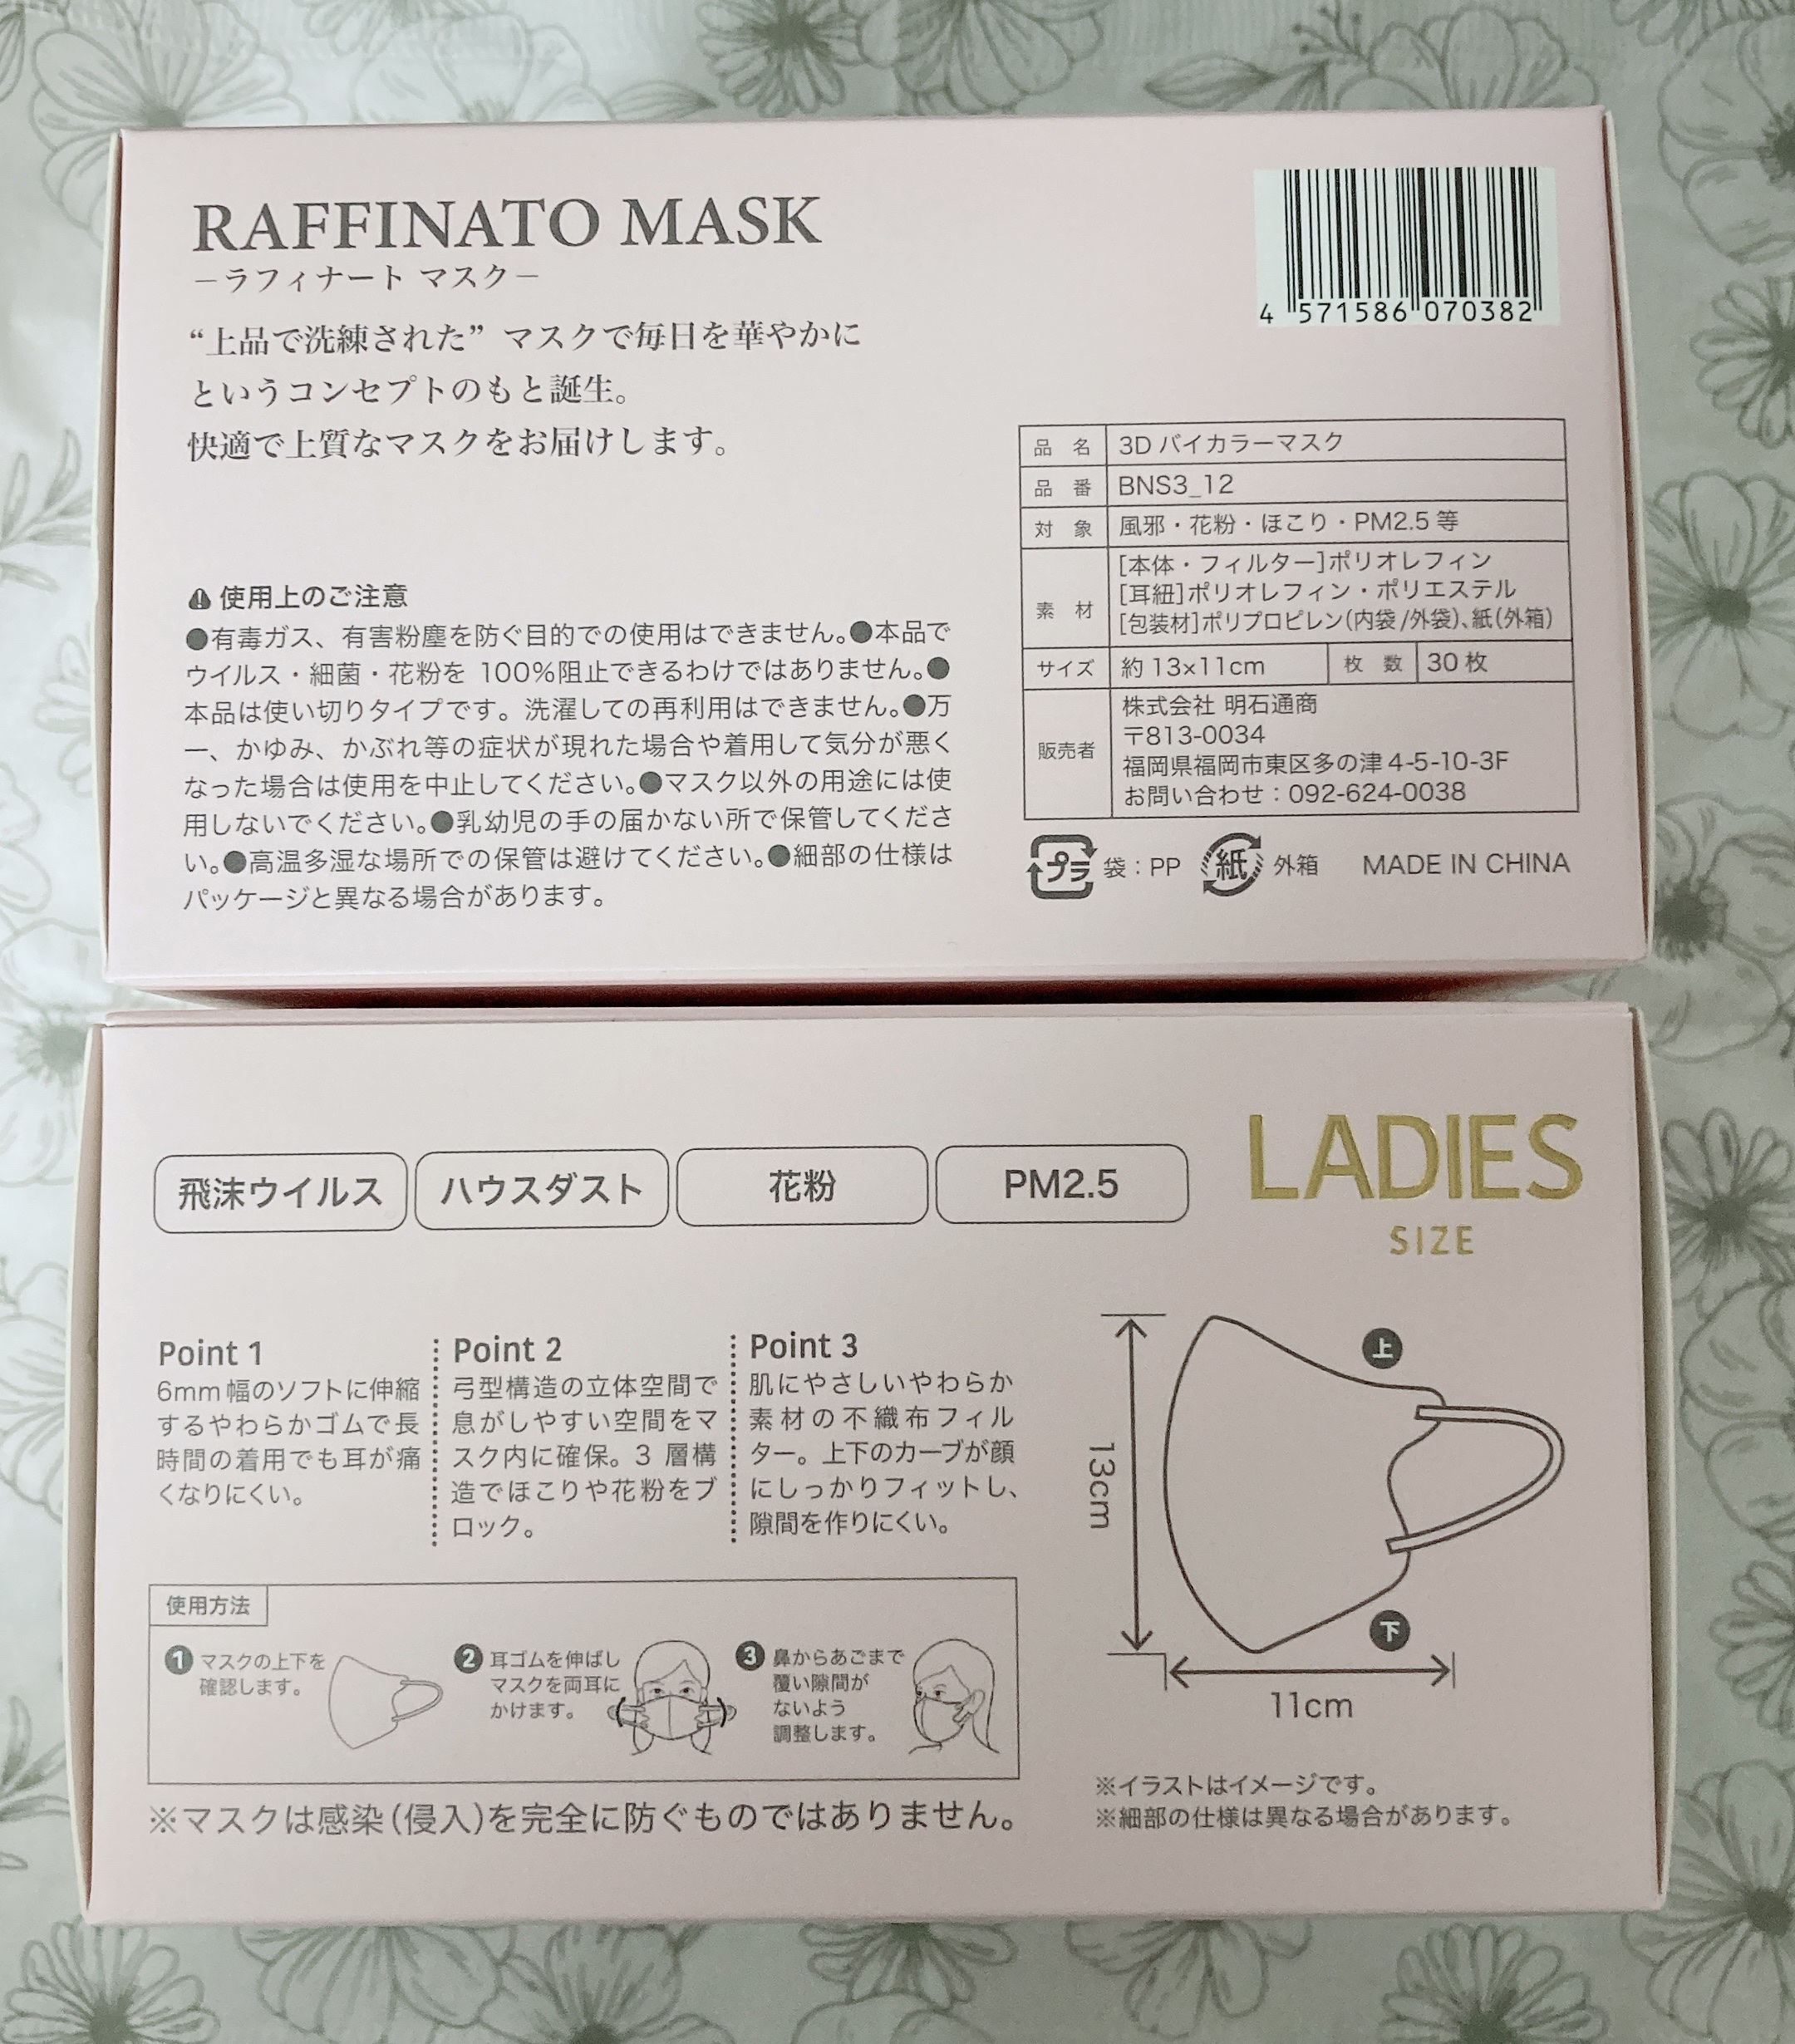 RAFFINATO MASK
－ラフィナート マスク－
“上品で洗練された” マスクで毎日を華やかに
というコンセプトのもと誕生。
快適で上質なマスクをお届けします。
使用上のご注意
●有毒ガス、有害粉塵を防ぐ目的での使用はできません。●本品で
ウイルス・細菌・花粉を 100%阻止できるわけではありません。●
本品は使い切りタイプです。洗濯しての再利用はできません。●万
一、かゆみ、かぶれ等の症状が現れた場合や着用して気分が悪く
なった場合は使用を中止してください。●マスク以外の用途には使
用しないでください。●乳幼児の手の届かない所で保管してくださ
い。●高温多湿な場所での保管は避けてください。●細部の仕様は
パッケージと異なる場合があります。
4 571586 070382
品 名 3D バイカラーマスク
品 番 BNS3_12
対 象 風邪・花粉・ほこり・PM2.5 等
素 材 [本体・フィルター]ポリオレフィン
[耳紐]ポリオレフィン・ポリエステル
[包装材]ポリプロピレン(内袋/外袋)、紙(外箱)
サイズ 約 13×11cm 枚 数 30 枚
販売者 株式会社 明石通商
〒813-0034
福岡県福岡市東区多の津 4-5-10-3F
お問い合わせ：092-624-0038
プラ 袋：PP 紙 外箱 MADE IN CHINA
飛沫ウイルス ハウスダスト 花粉 PM2.5
LADIES
SIZE
Point 1
6mm 幅のソフトに伸縮
するやわらかゴムで長
時間の着用でも耳が痛
くなりにくい。
Point 2
弓型構造の立体空間で
息がしやすい空間をマ
スク内に確保。3 層構
造でほこりや花粉をブ
ロック。
Point 3
肌にやさしいやわらか
素材の不織布フィル
ター。上下のカーブが顔
にしっかりフィットし、
隙間を作りにくい。
上
13cm
下
11cm
使用方法
1 マスクの上下を
確認します。
2 耳ゴムを伸ばし
マスクを両耳に
かけます。
3 鼻からあごまで
覆い隙間が
ないよう
調整します。
※マスクは感染(侵入)を完全に防ぐものではありません。
※イラストはイメージです。
※細部の仕様は異なる場合があります。